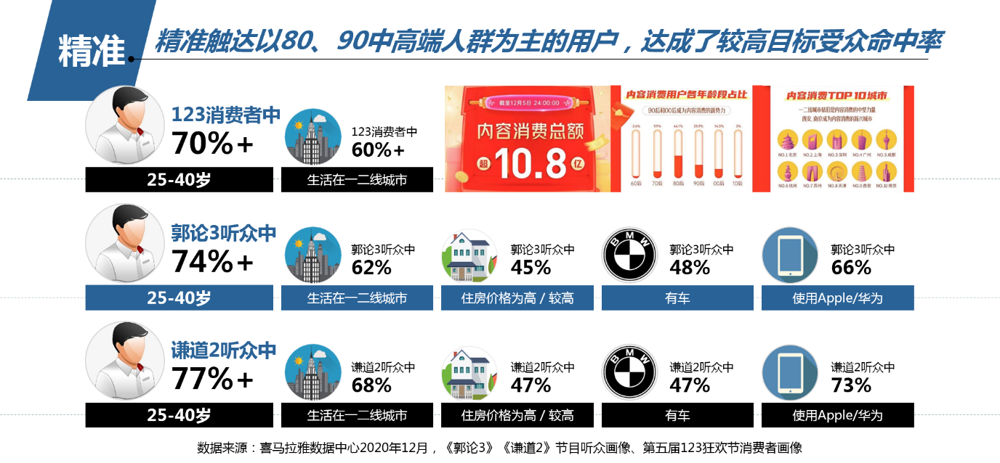 精准
精准触达以80、90中高端人群为主的用户，达成了较高目标受众命中率
123消费者中
70%+
25-40岁
123消费者中
60%+
生活在一二线城市
截至12月5日 24:00:00
内容消费总额
超10.8亿
内容消费用户各年龄段占比
90后和00后成为内容消费的新势力
2.6% 9.9% 44.1% 25.9% 14.5% 3%
60后 70后 80后 90后 00后 10后
内容消费TOP 10城市
一二线城市依旧是内容消费的中坚力量
西安、南京成为内容消费的新六城市
NO.1 北京 NO.2 上海 NO.3 深圳 NO.4 广州 NO.5 成都
NO.6 杭州 NO.7 苏州 NO.8 天津 NO.9 西安 NO.10 南京
郭论3听众中
74%+
25-40岁
郭论3听众中
62%
生活在一二线城市
郭论3听众中
45%
住房价格为高 / 较高
BMW
郭论3听众中
48%
有车
郭论3听众中
66%
使用Apple/华为
谦道2听众中
77%+
25-40岁
谦道2听众中
68%
生活在一二线城市
谦道2听众中
47%
住房价格为高 / 较高
BMW
谦道2听众中
47%
有车
谦道2听众中
73%
使用Apple/华为
数据来源：喜马拉雅数据中心2020年12月，《郭论3》《谦道2》节目听众画像、第五届123狂欢节消费者画像